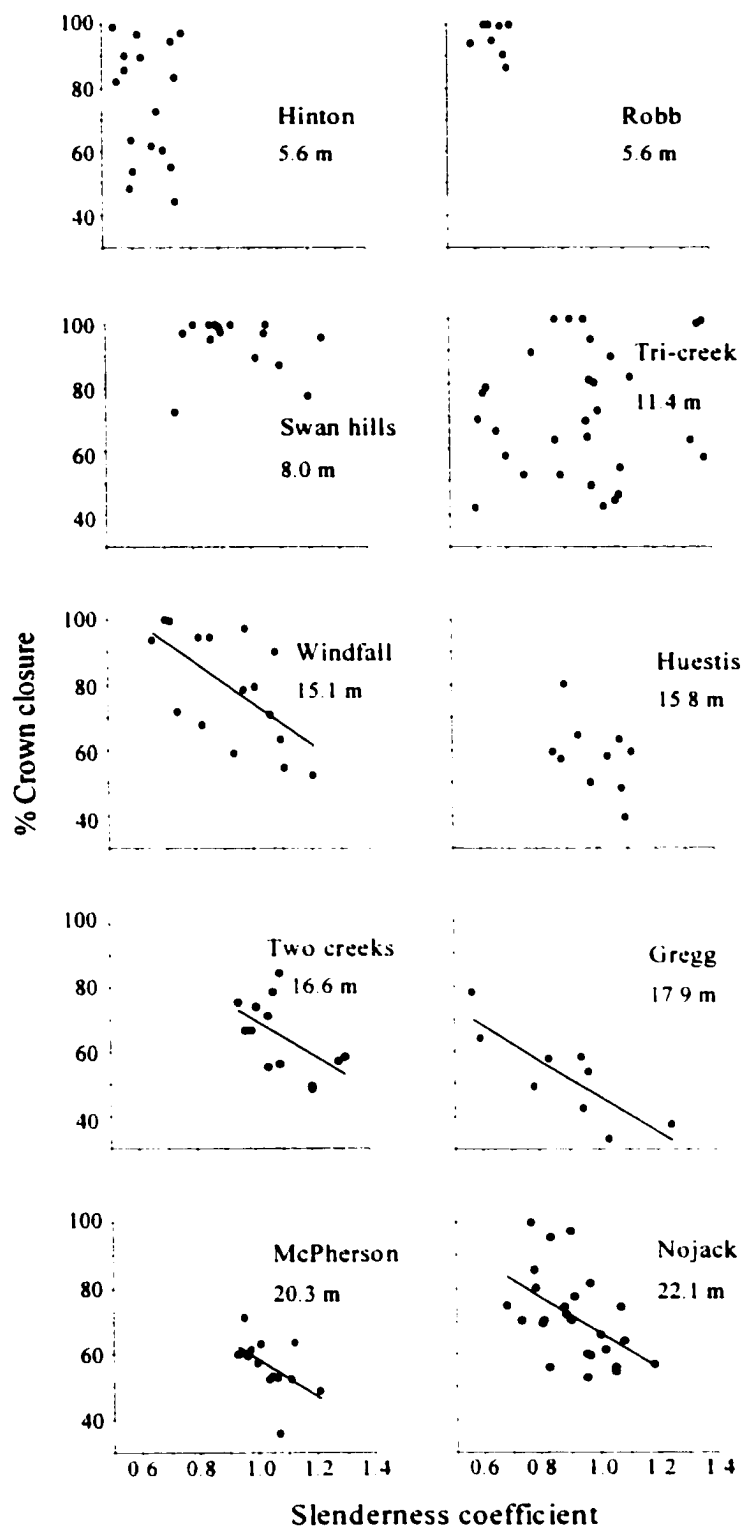 100
80
60
40
Hinton
5.6 m
Robb
5.6 m
100
80
60
40
Swan hills
8.0 m
Tri-creek
11.4 m
100
80
60
40
Windfall
15.1 m
Huestis
15 8 m
% Crown closure
100
80
60
40
Two creeks
16.6 m
Gregg
17 9 m
100
80
60
40
McPherson
20.3 m
Nojack
22.1 m
0 6 0 8 1.0 1 2 1 4
0.6 0 8 1.0 1 2 1 4
Slenderness coefficient